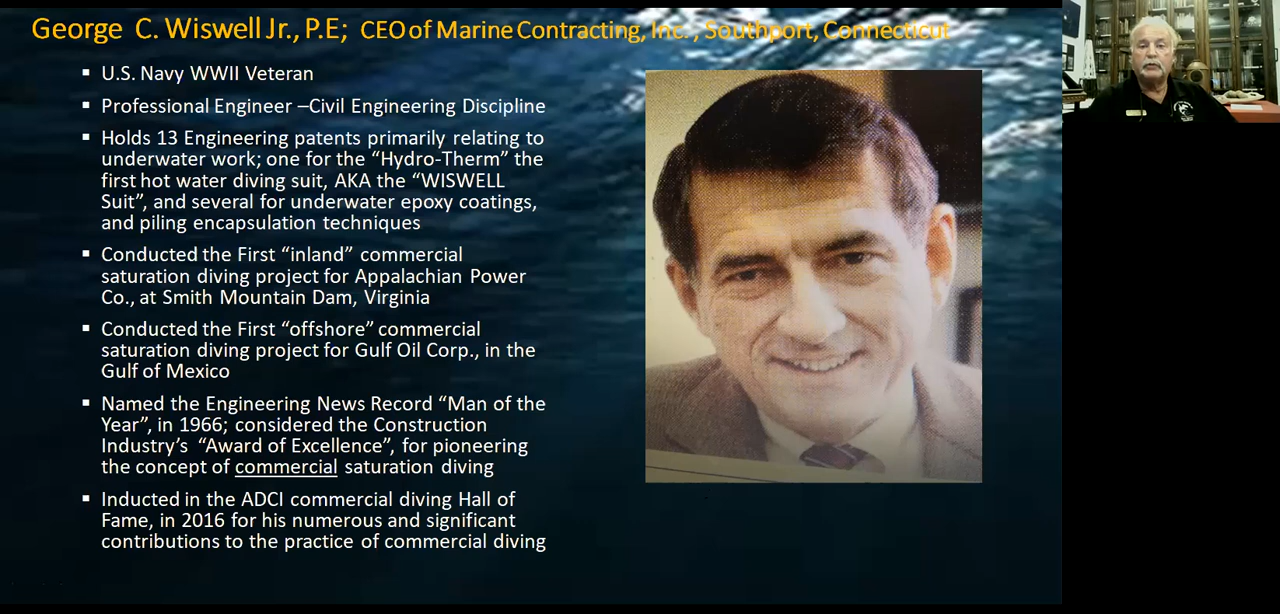 George C. Wiswell Jr., P.E; CEO of Marine Contracting, Inc., Southport, Connecticut
▪ U.S. Navy WWII Veteran
▪ Professional Engineer –Civil Engineering Discipline
▪ Holds 13 Engineering patents primarily relating to
underwater work; one for the “Hydro-Therm” the
first hot water diving suit, AKA the “WISWELL
Suit”, and several for underwater epoxy coatings,
and piling encapsulation techniques
▪ Conducted the First “inland” commercial
saturation diving project for Appalachian Power
Co., at Smith Mountain Dam, Virginia
▪ Conducted the First “offshore” commercial
saturation diving project for Gulf Oil Corp., in the
Gulf of Mexico
▪ Named the Engineering News Record “Man of the
Year”, in 1966; considered the Construction
Industry’s “Award of Excellence”, for pioneering
the concept of commercial saturation diving
▪ Inducted in the ADCI commercial diving Hall of
Fame, in 2016 for his numerous and significant
contributions to the practice of commercial diving